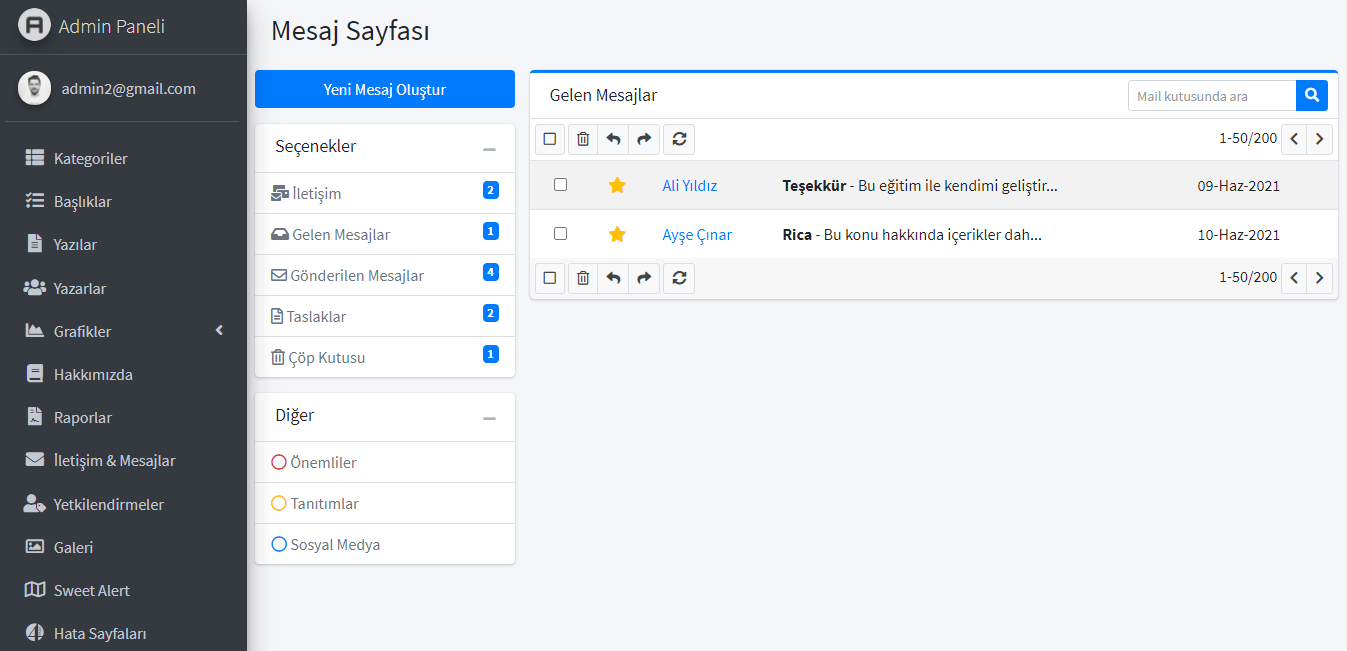 Admin Paneli
admin2@gmail.com
Kategoriler
Başlıklar
Yazılar
Yazarlar
Grafikler
Hakkımızda
Raporlar
İletişim & Mesajlar
Yetkilendirmeler
Galeri
Sweet Alert
Hata Sayfaları
Mesaj Sayfası
Yeni Mesaj Oluştur
Seçenekler
İletişim 2
Gelen Mesajlar 1
Gönderilen Mesajlar 4
Taslaklar 2
Çöp Kutusu 1
Diğer
Önemliler
Tanıtımlar
Sosyal Medya
Gelen Mesajlar
Mail kutusunda ara
1-50/200
Ali Yıldız Teşekkür - Bu eğitim ile kendimi geliştir... 09-Haz-2021
Ayşe Çınar Rica - Bu konu hakkında içerikler dah... 10-Haz-2021
1-50/200